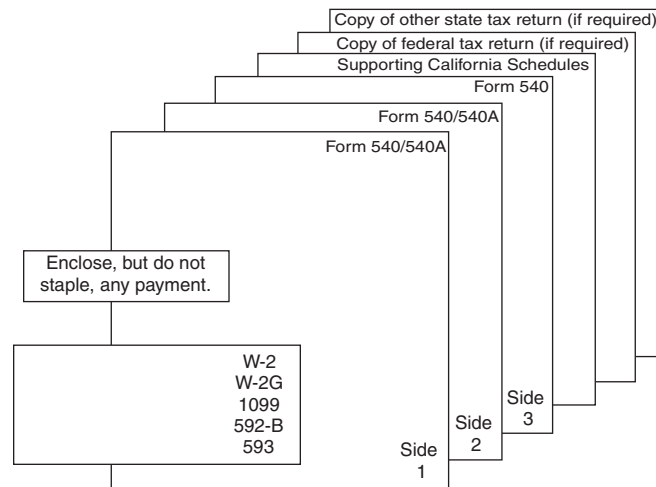 Copy of other state tax return (if required)
Copy of federal tax return (if required)
Supporting California Schedules
Form 540
Form 540/540A
Form 540/540A
Enclose, but do not
staple, any payment.
W-2
W-2G
1099
592-B
593
Side
1
Side
2
Side
3